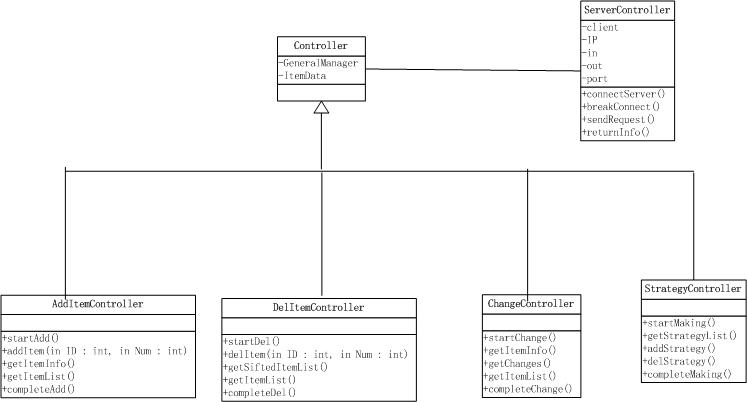 ServerController
-client
-IP
-in
-out
-port
+connectServer()
+breakConnect()
+sendRequest()
+returnInfo()
Controller
-GeneralManager
-ItemData
AddItemController
+startAdd()
+addItem(in ID : int, in Num : int)
+getItemInfo()
+getItemList()
+completeAdd()
DelItemController
+startDel()
+delItem(in ID : int, in Num : int)
+getSiftedItemList()
+getItemList()
+completeDel()
ChangeController
+startChange()
+getItemInfo()
+getChanges()
+getItemList()
+completeChange()
StrategyController
+startMaking()
+getStrategyList()
+addStrategy()
+delStrategy()
+completeMaking()